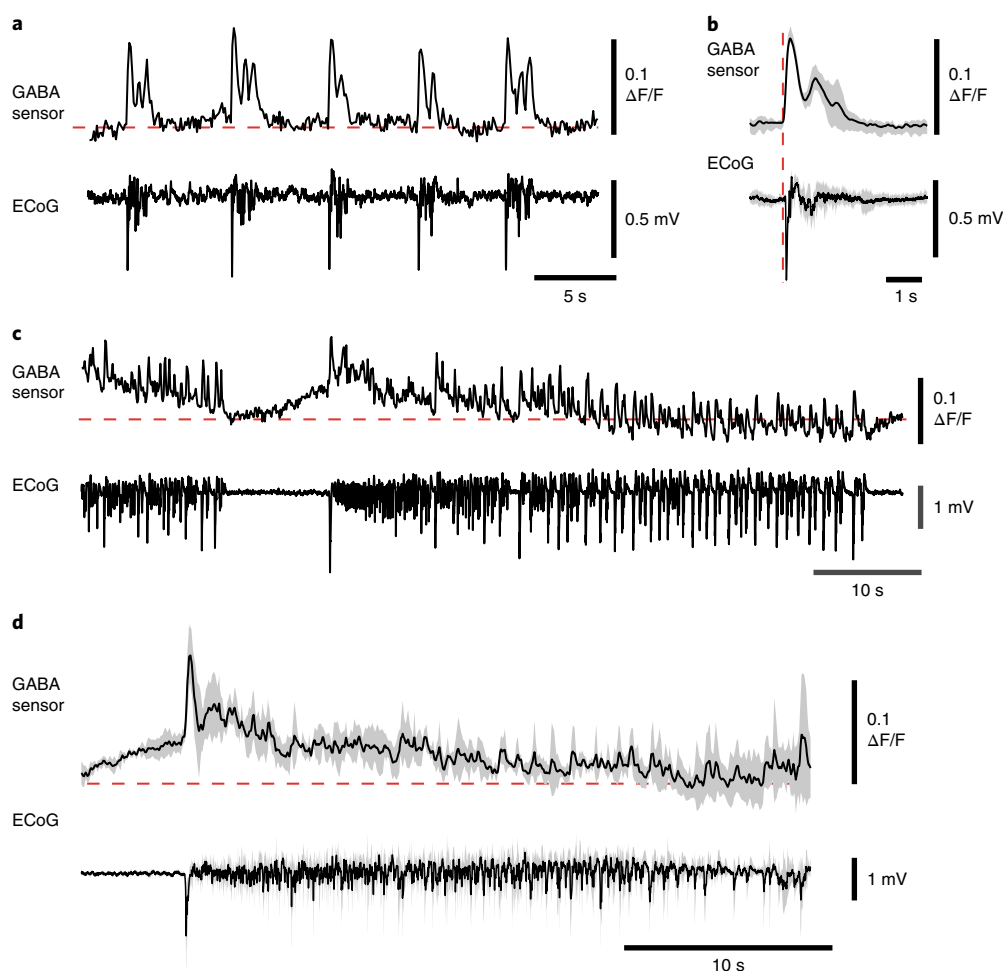 a
GABA
sensor
0.1
ΔF/F
ECoG
0.5 mV
5 s
b
GABA
sensor
0.1
ΔF/F
ECoG
0.5 mV
1 s
c
GABA
sensor
0.1
ΔF/F
ECoG
1 mV
10 s
d
GABA
sensor
0.1
ΔF/F
ECoG
1 mV
10 s